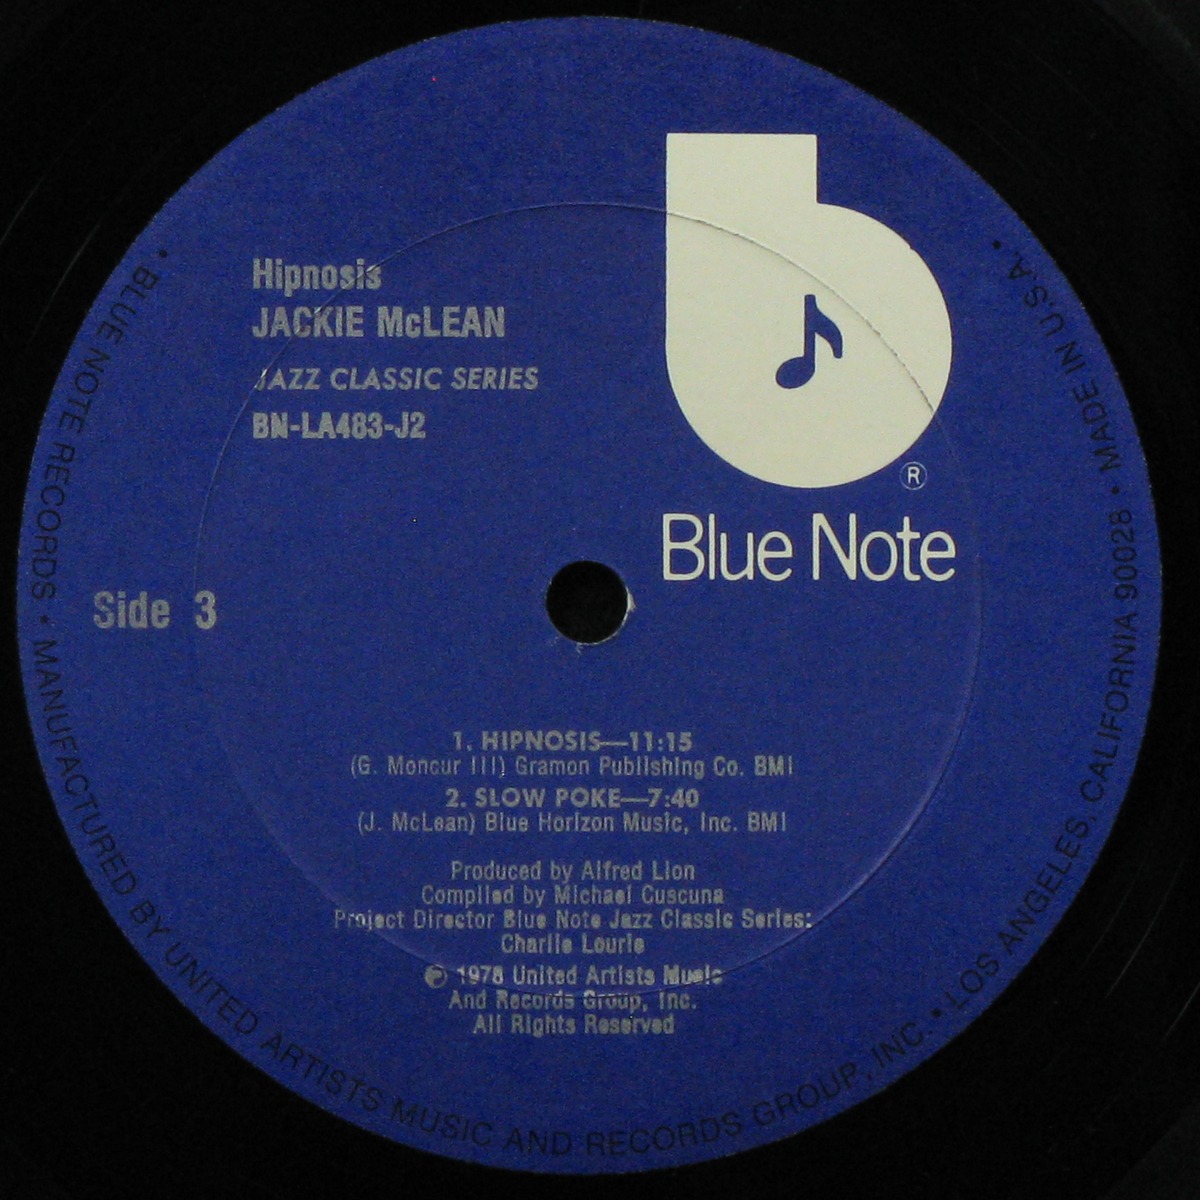 Hipnosis
JACKIE McLEAN
JAZZ CLASSIC SERIES
BN-LA483-J2
®
Blue Note
Side 3
1. HIPNOSIS—11:15
(G. Moncur III) Gramon Publishing Co. BMI
2. SLOW POKE—7:40
(J. McLean) Blue Horizon Music, Inc. BMI
Produced by Alfred Lion
Compiled by Michael Cuscuna
Project Director Blue Note Jazz Classic Series:
Charlie Lourie
℗ 1978 United Artists Music
And Records Group, Inc.
All Rights Reserved
• BLUE NOTE RECORDS • MANUFACTURED BY UNITED ARTISTS MUSIC AND RECORDS GROUP, INC. • LOS ANGELES, CALIFORNIA 90028 • MADE IN U.S.A. •